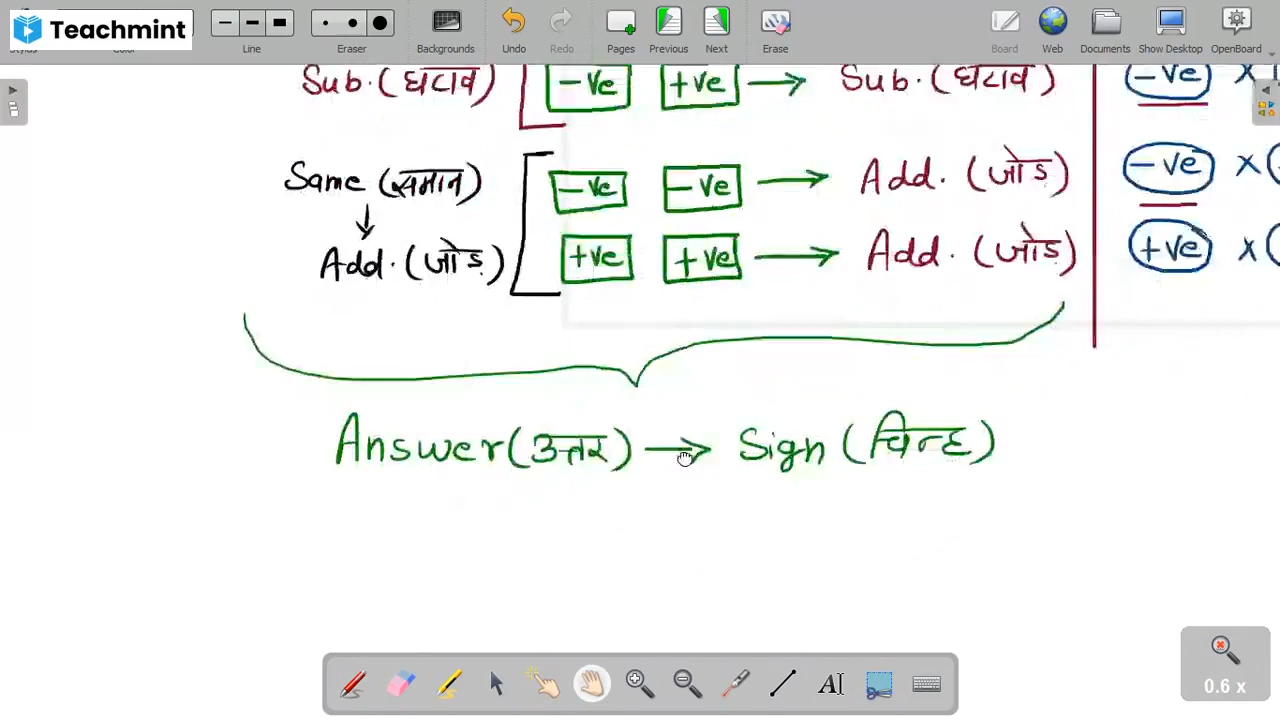 Teachmint
Line
Eraser
Backgrounds
Undo
Redo
Pages
Previous
Next
Erase
Board
Web
Documents
Show Desktop
OpenBoard
Sub. (घटाव) -ve +ve → Sub. (घटाव) -ve ×
Same (समान) -ve -ve → Add. (जोड) -ve ×
↓
Add. (जोड) +ve +ve → Add. (जोड) +ve ×
Answer (उत्तर) → Sign (चिन्ह)
0.6 x